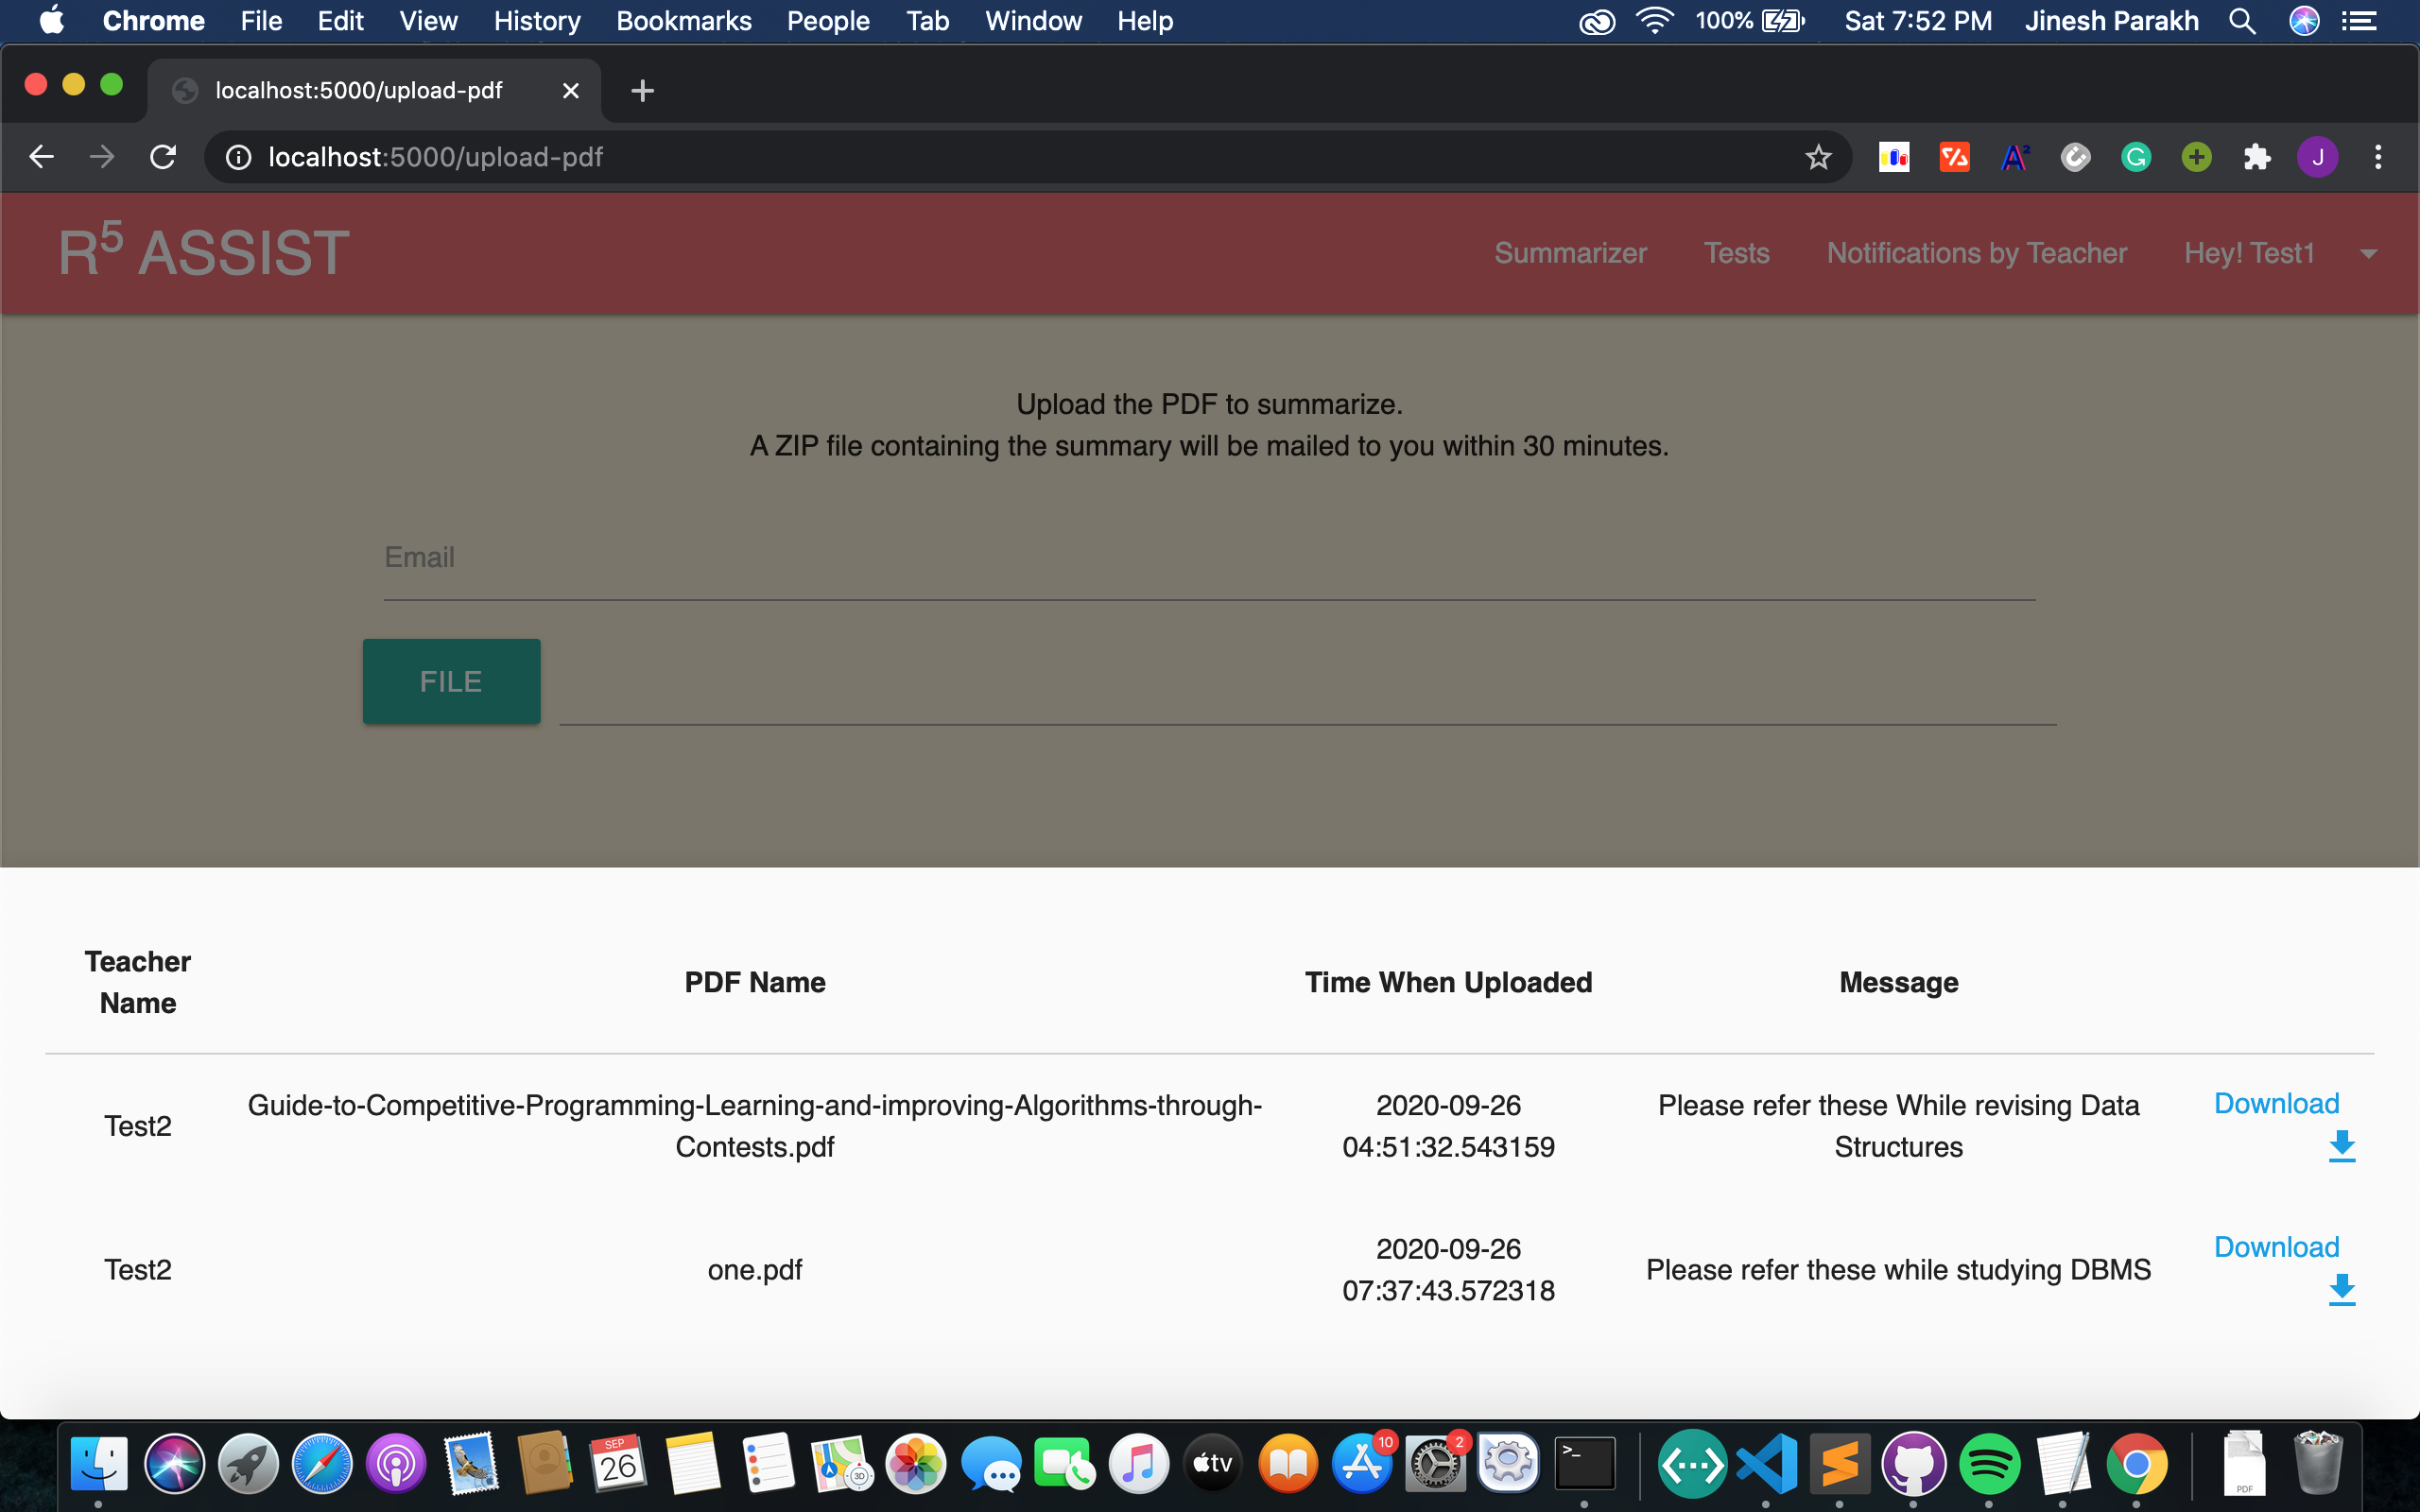 Chrome File Edit View History Bookmarks People Tab Window Help 100% Sat 7:52 PM Jinesh Parakh
localhost:5000/upload-pdf
localhost:5000/upload-pdf J
R5 ASSIST Summarizer Tests Notifications by Teacher Hey! Test1
Upload the PDF to summarize.
A ZIP file containing the summary will be mailed to you within 30 minutes.
Email
FILE
Teacher
Name
PDF Name
Time When Uploaded
Message
Test2
Guide-to-Competitive-Programming-Learning-and-improving-Algorithms-through-
Contests.pdf
2020-09-26
04:51:32.543159
Please refer these While revising Data
Structures
Download
Test2
one.pdf
2020-09-26
07:37:43.572318
Please refer these while studying DBMS
Download
SEP
26
3D
tv
10
2
>_
PDF